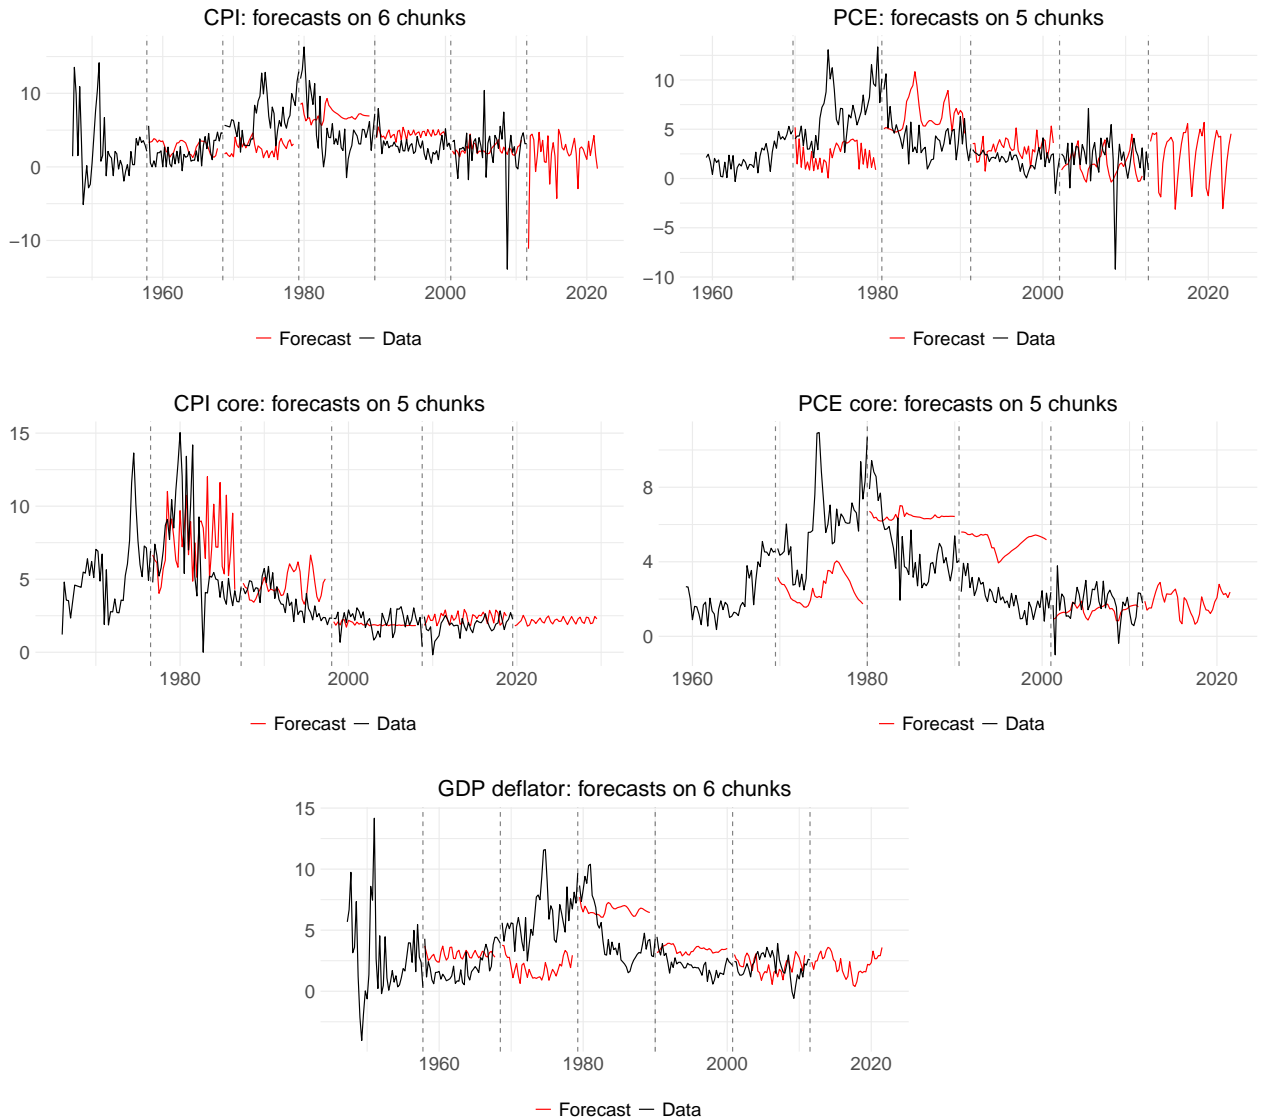 CPI: forecasts on 6 chunks
10
0
−10
1960
1980
2000
2020
Forecast
Data
PCE: forecasts on 5 chunks
10
5
0
−5
−10
1960
1980
2000
2020
Forecast
Data
CPI core: forecasts on 5 chunks
15
10
5
0
1980
2000
2020
Forecast
Data
PCE core: forecasts on 5 chunks
8
4
0
1960
1980
2000
2020
Forecast
Data
GDP deflator: forecasts on 6 chunks
15
10
5
0
1960
1980
2000
2020
Forecast
Data